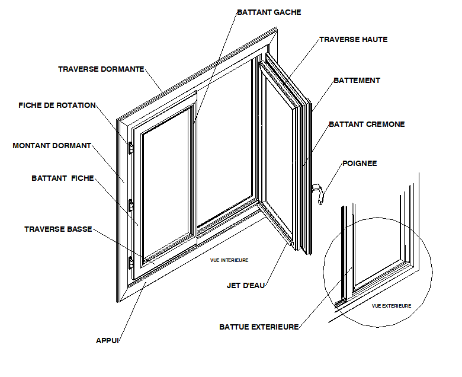 BATTANT GACHE
TRAVERSE HAUTE
TRAVERSE DORMANTE
BATTEMENT
FICHE DE ROTATION
BATTANT CREMONE
MONTANT DORMANT
POIGNEE
BATTANT FICHE
TRAVERSE BASSE
VUE INTERIEURE
JET D'EAU
VUE EXTERIEURE
BATTUE EXTERIEURE
APPUI